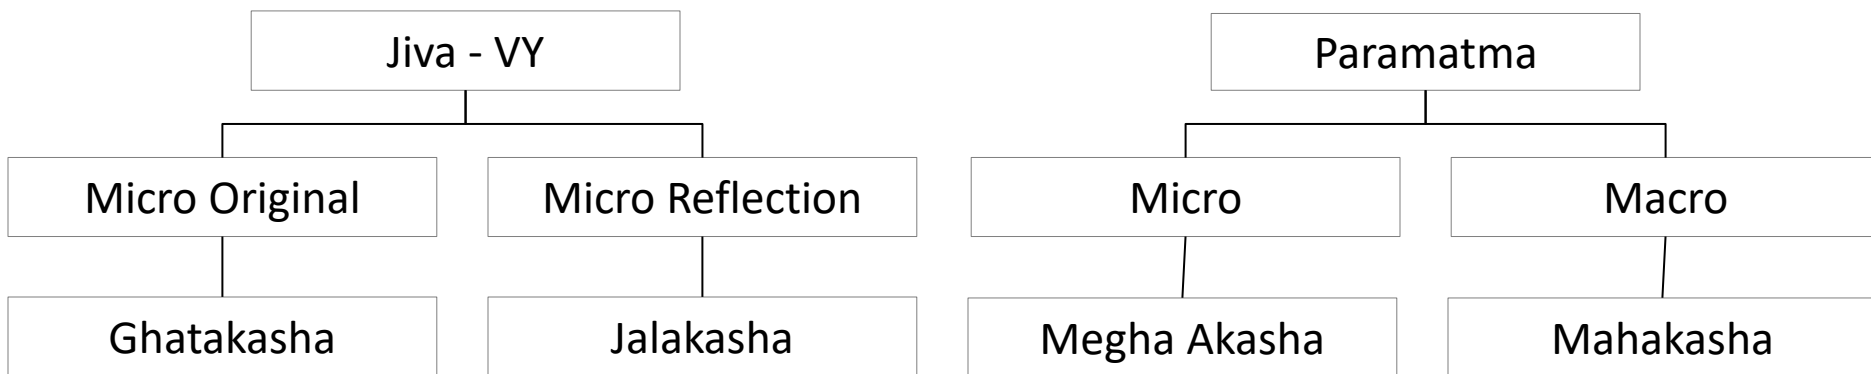 Jiva - VY
Paramatma
Micro Original
Micro Reflection
Micro
Macro
Ghatakasha
Jalakasha
Megha Akasha
Mahakasha